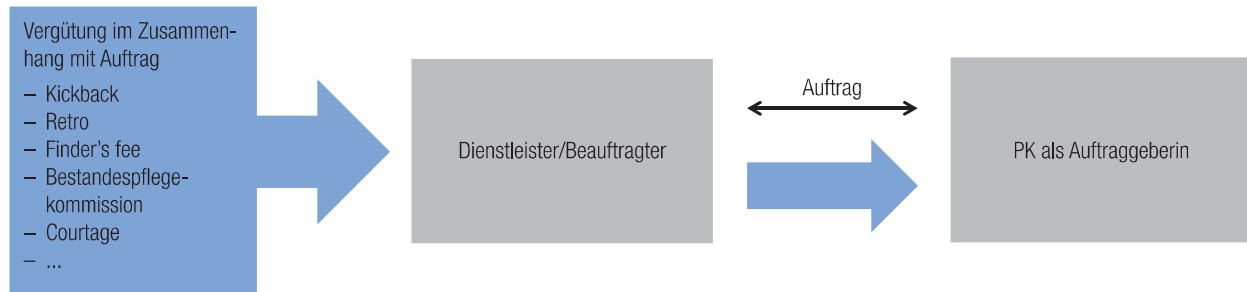 Vergütung im Zusammen-
hang mit Auftrag
– Kickback
– Retro
– Finder's fee
– Bestandespflege-
kommission
– Courtage
– ...
Dienstleister/Beauftragter
Auftrag
PK als Auftraggeberin